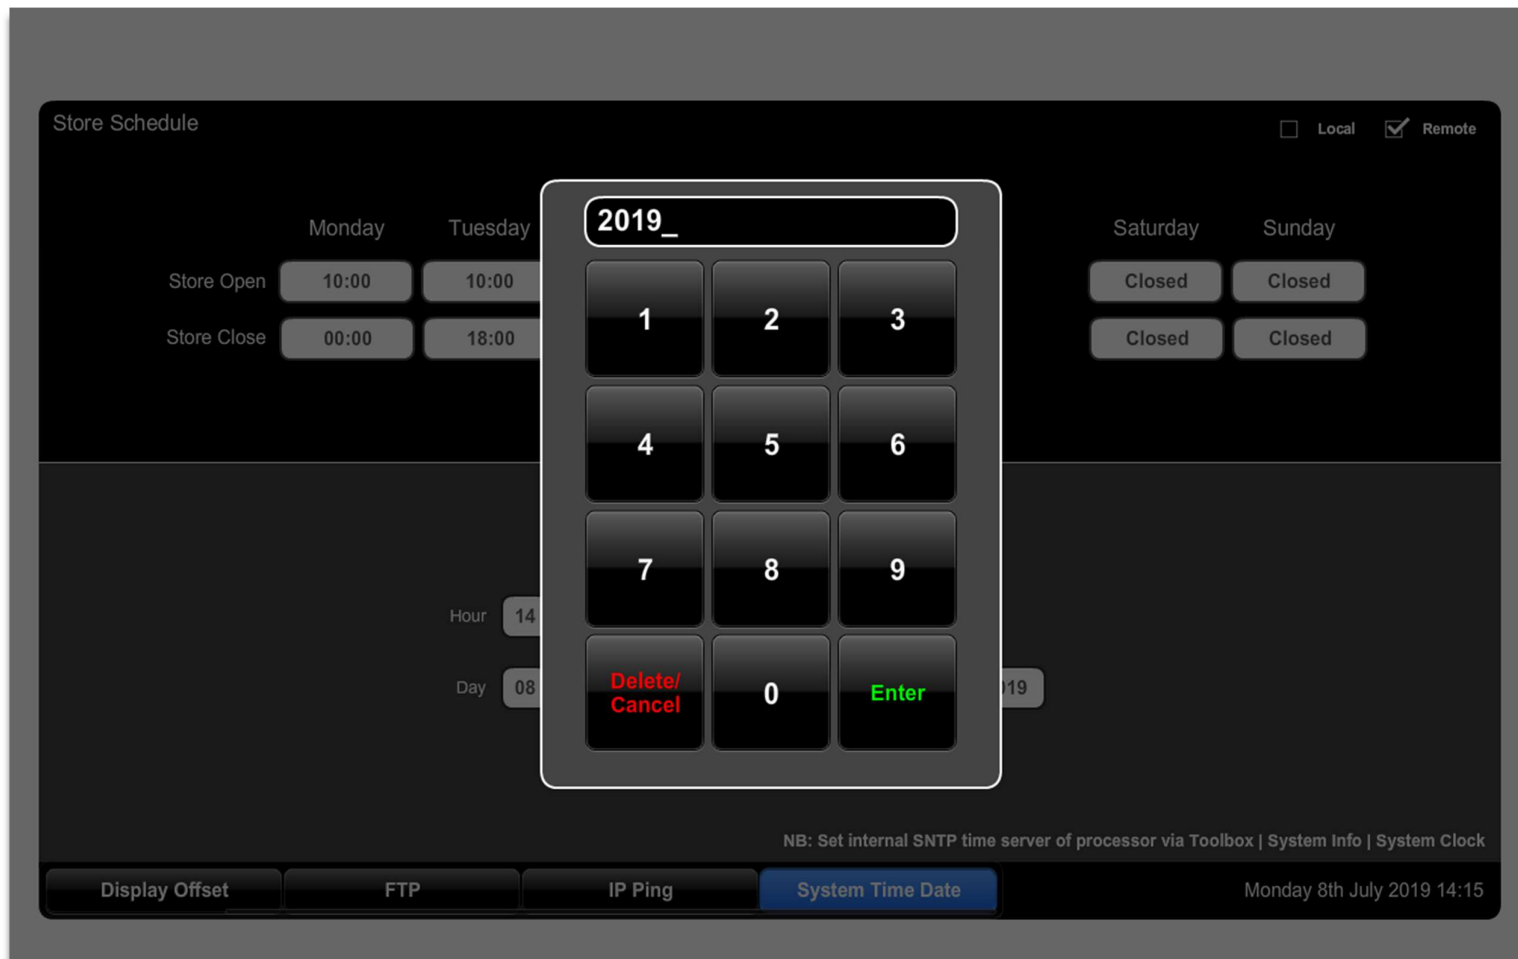 Store Schedule
Local Remote
Monday Tuesday Saturday Sunday
Store Open 10:00 10:00 Closed Closed
Store Close 00:00 18:00 Closed Closed
2019_
1 2 3
4 5 6
7 8 9
Delete/
Cancel 0 Enter
Hour 14
Day 08 19
NB: Set internal SNTP time server of processor via Toolbox | System Info | System Clock
Display Offset FTP IP Ping System Time Date Monday 8th July 2019 14:15